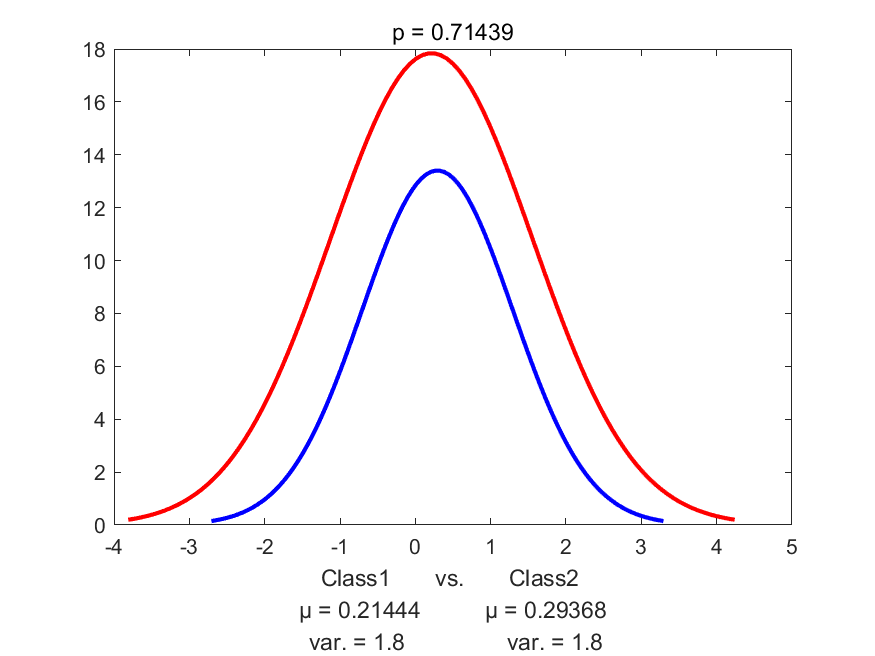 p = 0.71439
18
16
14
12
10
8
6
4
2
0
-4 -3 -2 -1 0 1 2 3 4 5
Class1 vs. Class2
μ = 0.21444 μ = 0.29368
var. = 1.8 var. = 1.8